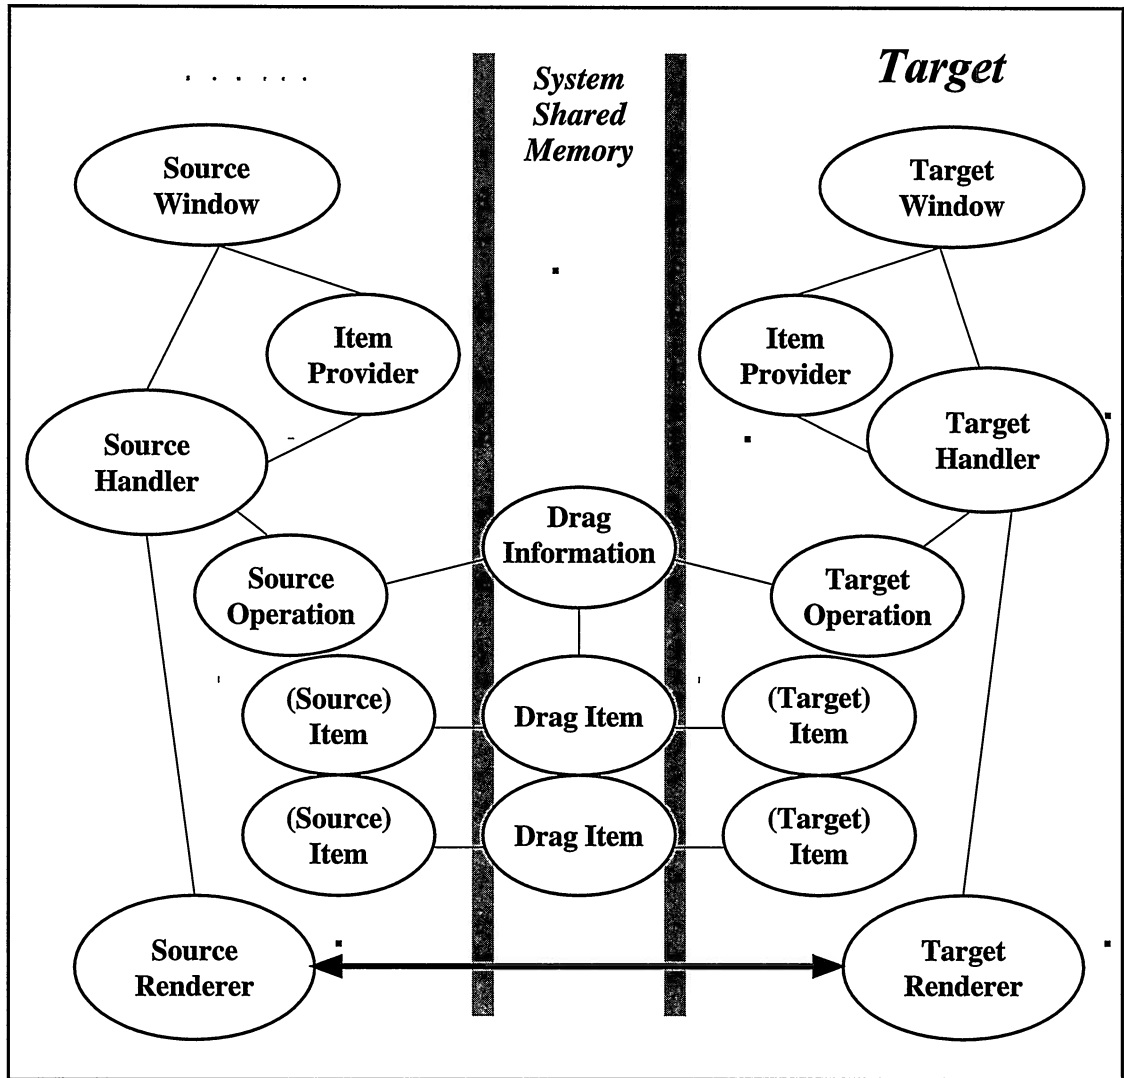 System
Shared
Memory
Target
Source
Window
Target
Window
Item
Provider
Item
Provider
Source
Handler
Target
Handler
Drag
Information
Source
Operation
Target
Operation
(Source)
Item
Drag Item
(Target)
Item
(Source)
Item
Drag Item
(Target)
Item
Source
Renderer
Target
Renderer